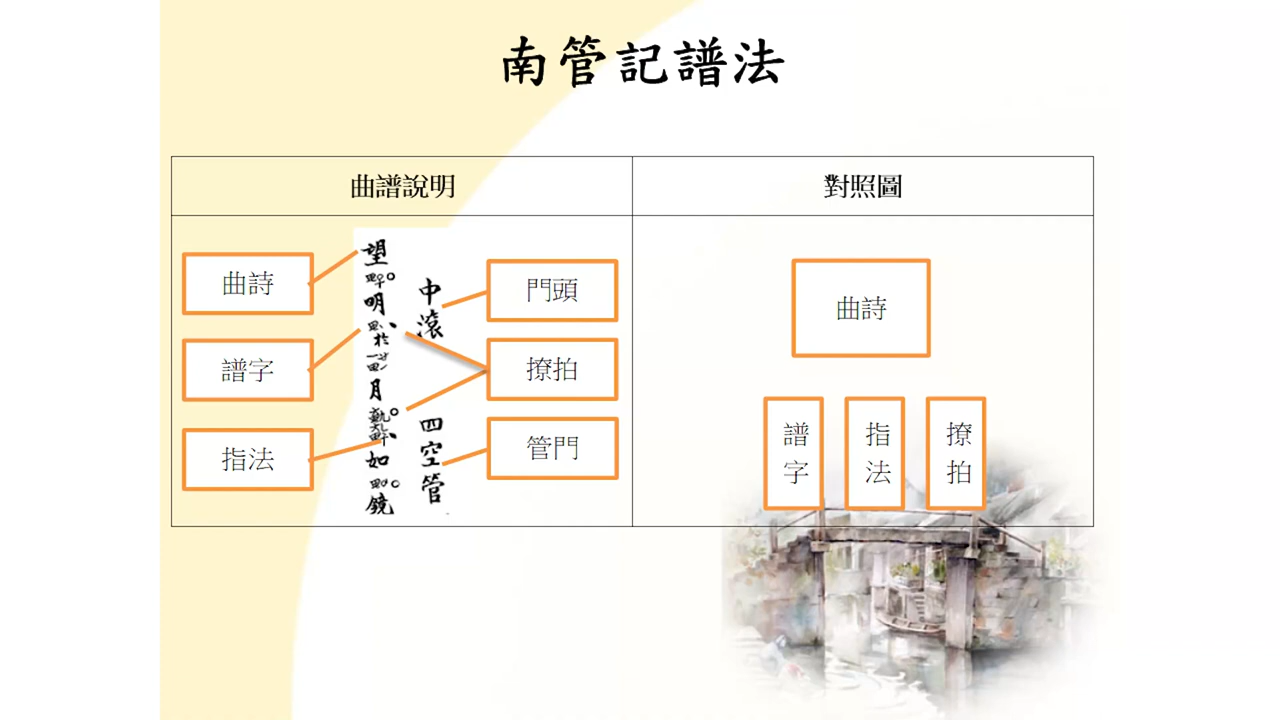 南管記譜法
曲譜說明
對照圖
曲詩
譜字
指法
望
明
於
月
如
鏡
中滾
四空管
門頭
撩拍
管門
曲詩
譜字
指法
撩拍